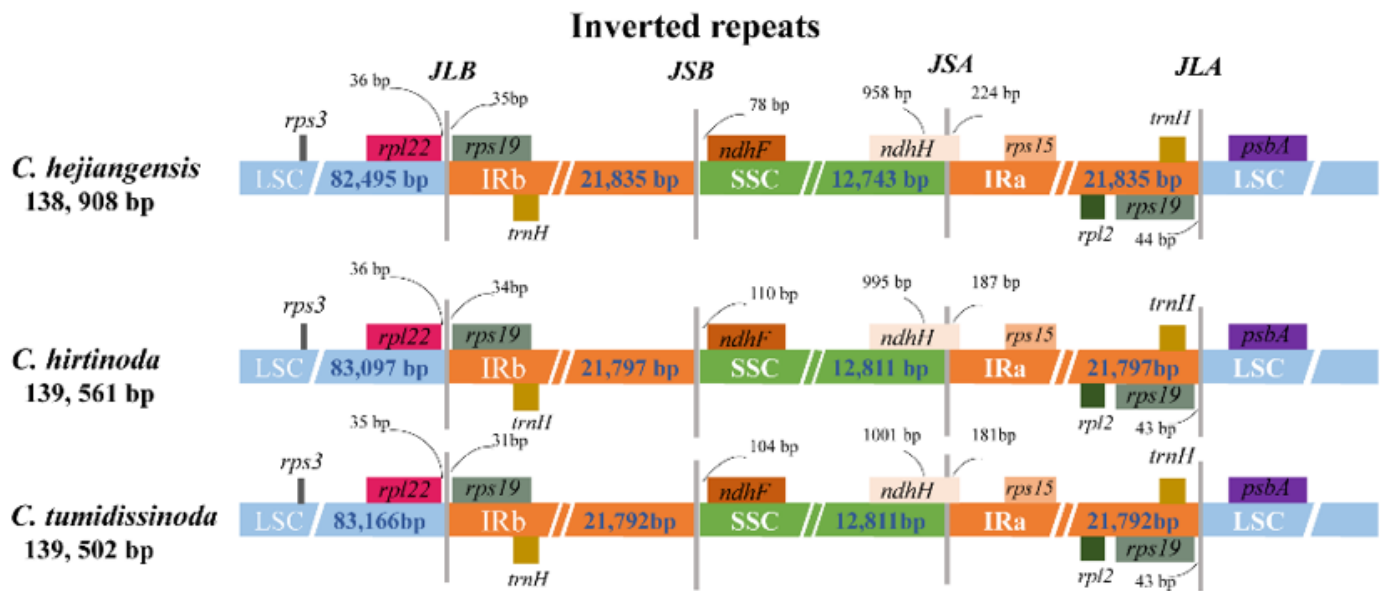 Inverted repeats
JLB JSB JSA JLA
36 bp 35bp 78 bp 958 bp 224 bp
rps3 rpl22 rps19 ndhF ndhH rps15 trnH psbA
C. hejiangensis
138, 908 bp
LSC 82,495 bp IRb 21,835 bp SSC 12,743 bp IRa 21,835 bp LSC
trnH rpl2 rps19 44 bp
36 bp 34bp 110 bp 995 bp 187 bp
rps3 rpl22 rps19 ndhF ndhH rps15 trnH psbA
C. hirtinoda
139, 561 bp
LSC 83,097 bp IRb 21,797 bp SSC 12,811 bp IRa 21,797bp LSC
trnH rpl2 rps19 43 bp
35 bp 31bp 104 bp 1001 bp 181bp
rps3 rpl22 rps19 ndhF ndhH rps15 trnH psbA
C. tumidissinoda
139, 502 bp
LSC 83,166bp IRb 21,792bp SSC 12,811bp IRa 21,792bp LSC
trnH rpl2 rps19 43 bp